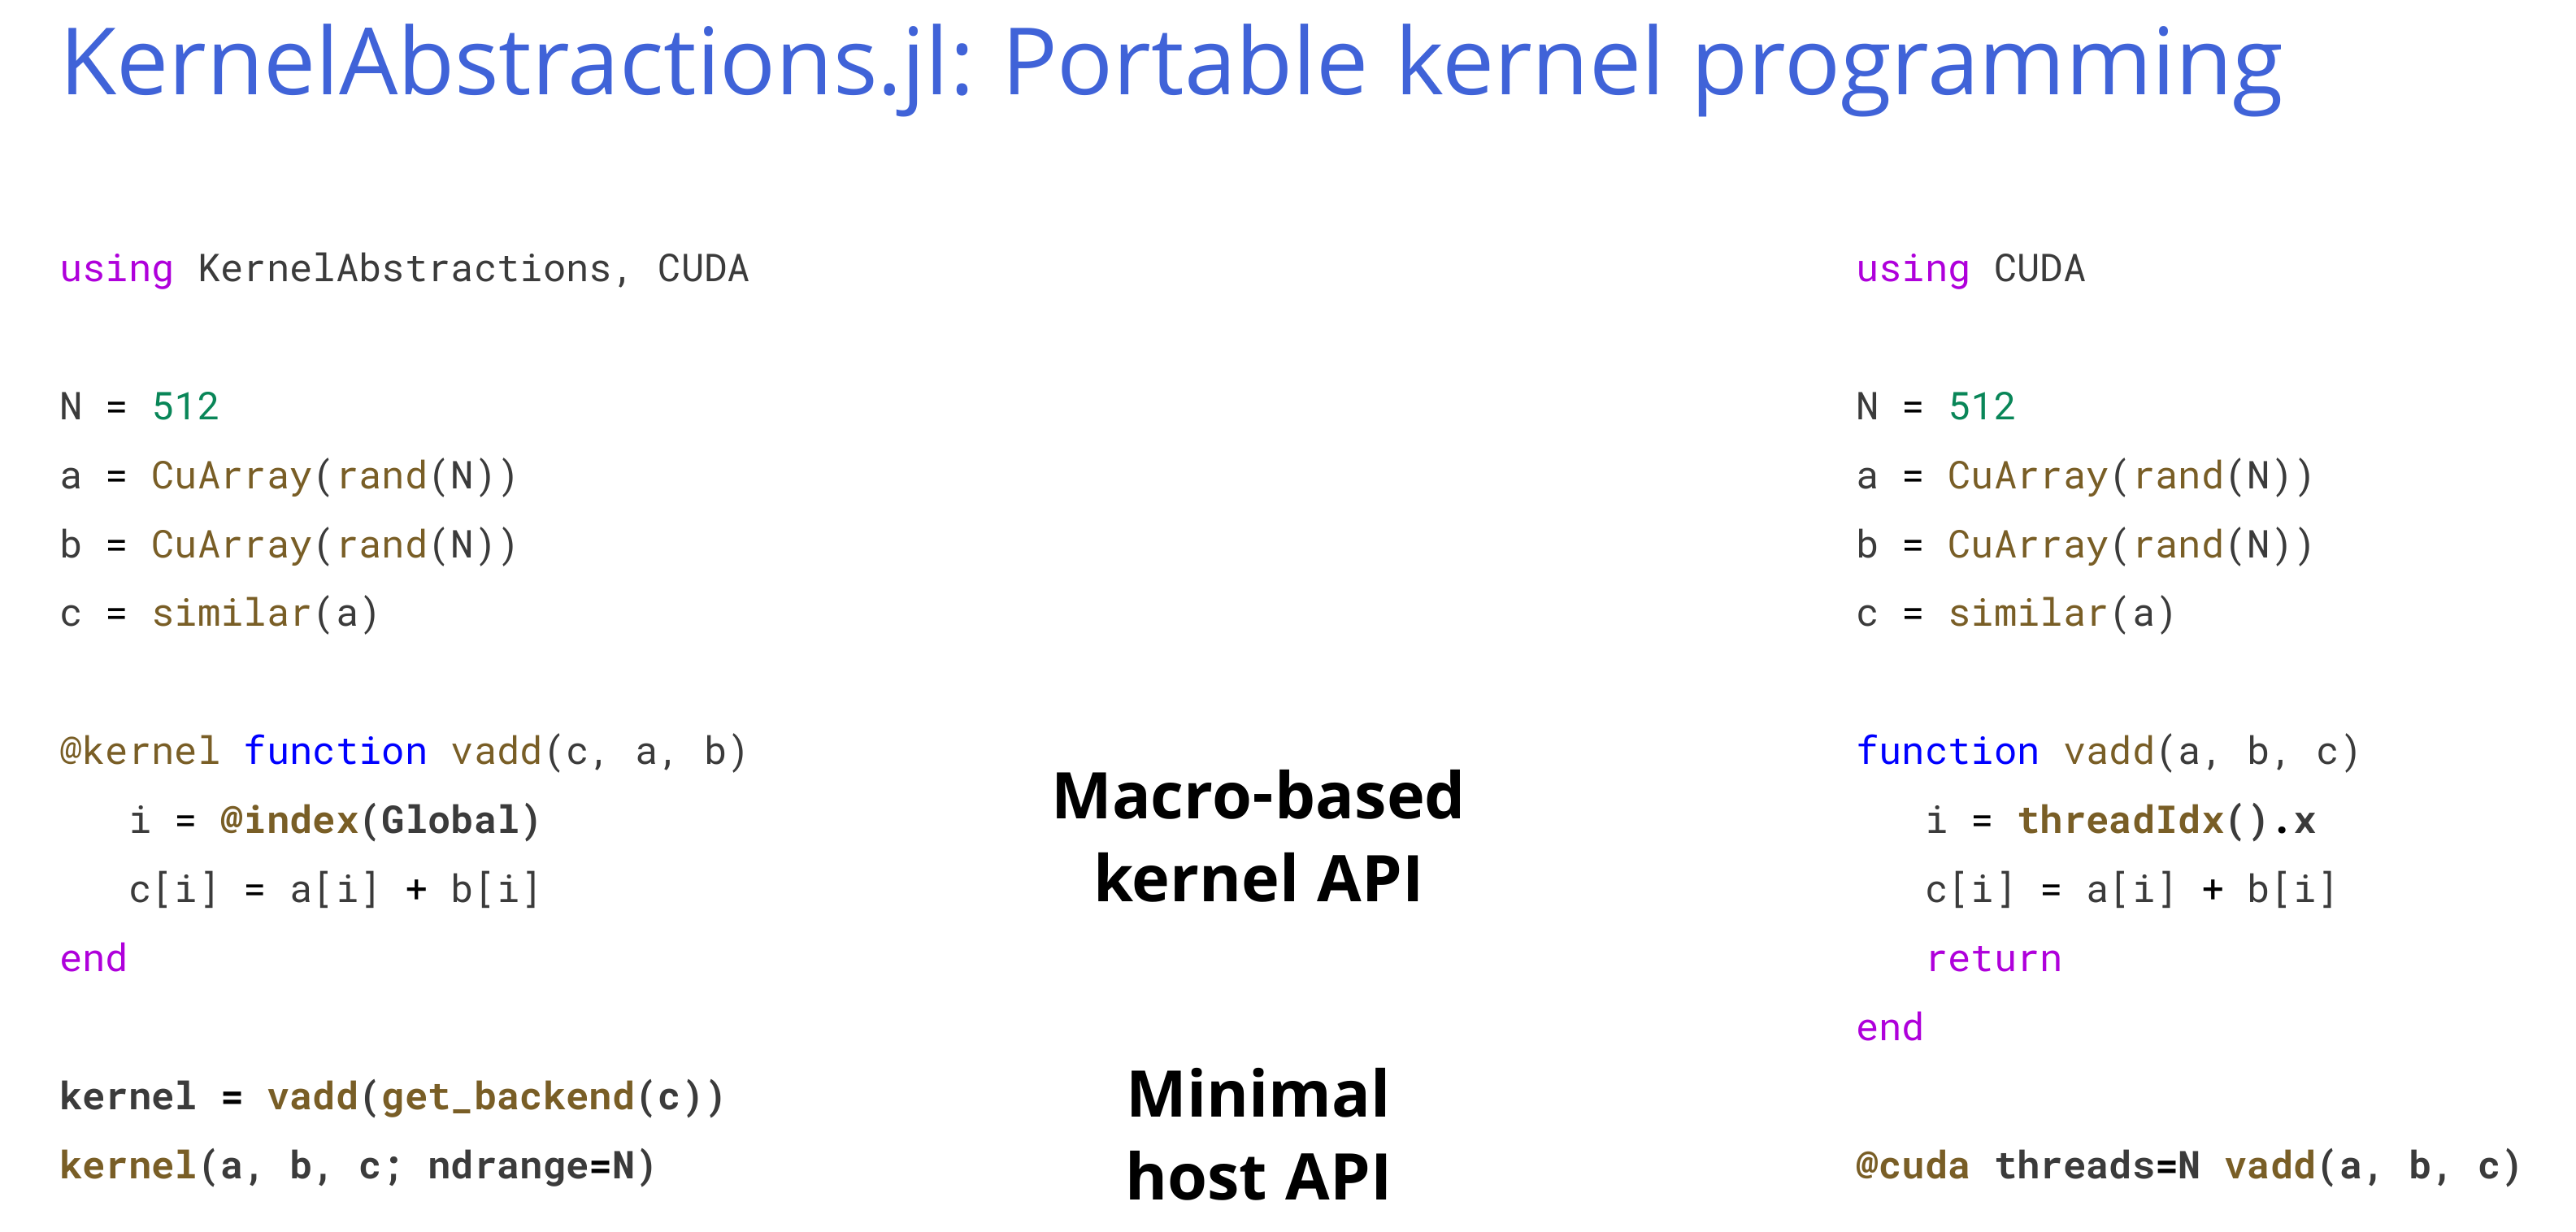 KernelAbstractions.jl: Portable kernel programming
using KernelAbstractions, CUDA
N = 512
a = CuArray(rand(N))
b = CuArray(rand(N))
c = similar(a)
@kernel function vadd(c, a, b)
   i = @index(Global)
   c[i] = a[i] + b[i]
end
kernel = vadd(get_backend(c))
kernel(a, b, c; ndrange=N)
Macro-based
kernel API
Minimal
host API
using CUDA
N = 512
a = CuArray(rand(N))
b = CuArray(rand(N))
c = similar(a)
function vadd(a, b, c)
   i = threadIdx().x
   c[i] = a[i] + b[i]
   return
end
@cuda threads=N vadd(a, b, c)